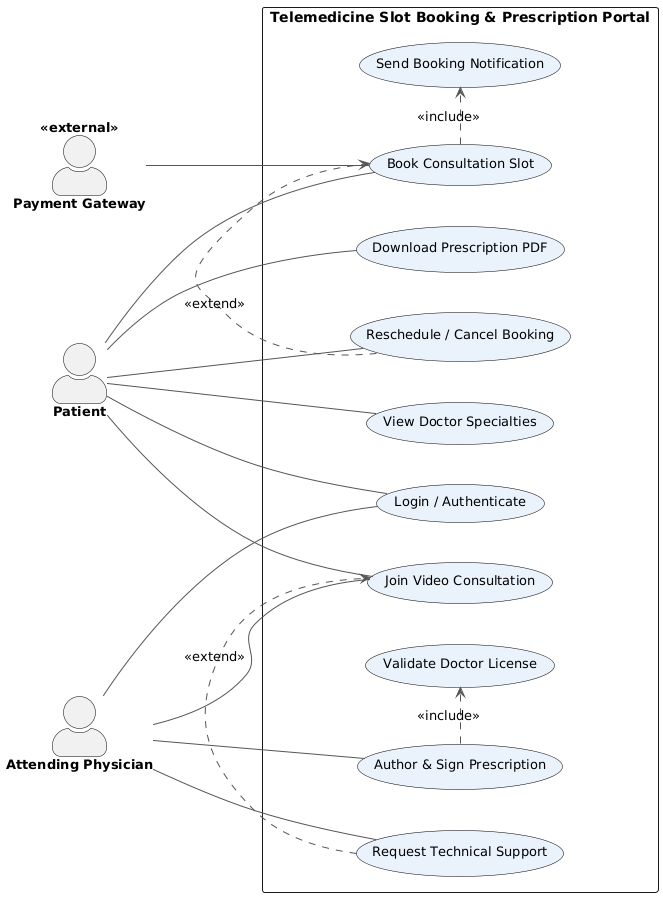 Telemedicine Slot Booking & Prescription Portal
Send Booking Notification
«include»
«external»
Payment Gateway
Book Consultation Slot
Download Prescription PDF
«extend»
Reschedule / Cancel Booking
Patient
View Doctor Specialties
Login / Authenticate
Join Video Consultation
«extend»
Validate Doctor License
«include»
Attending Physician
Author & Sign Prescription
Request Technical Support